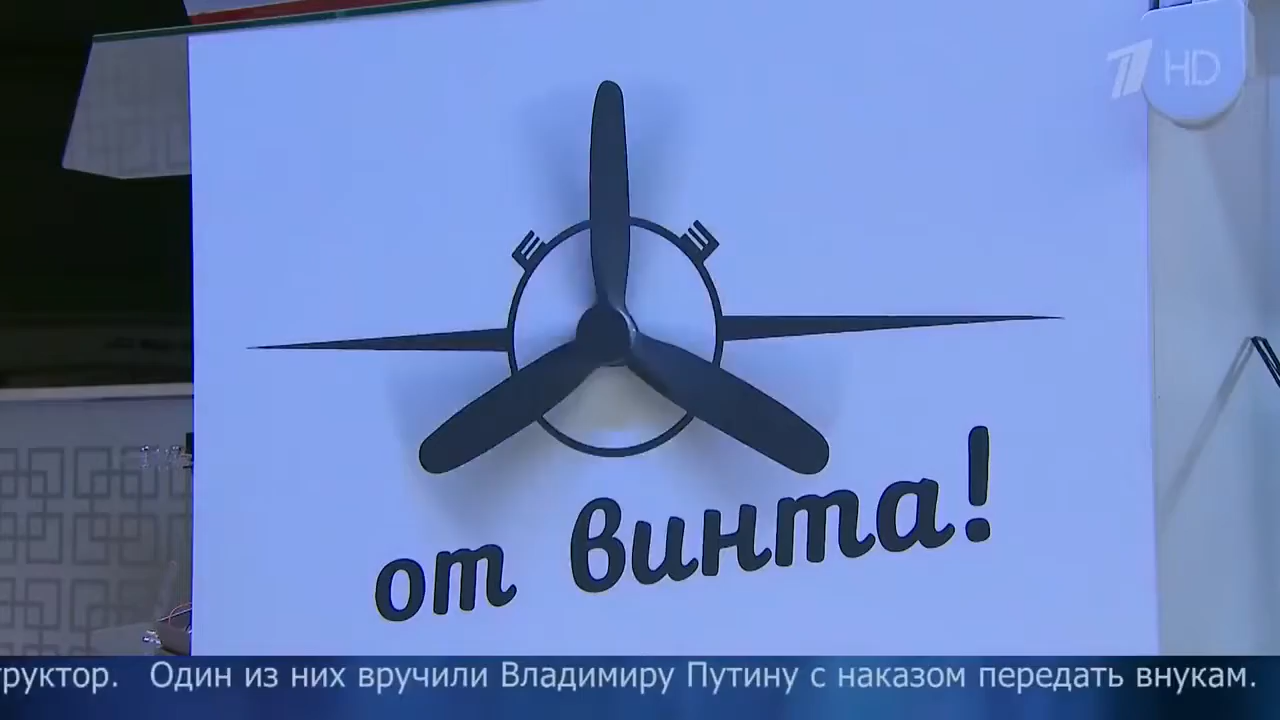 HD
от винта!
труктор. Один из них вручили Владимиру Путину с наказом передать внукам.